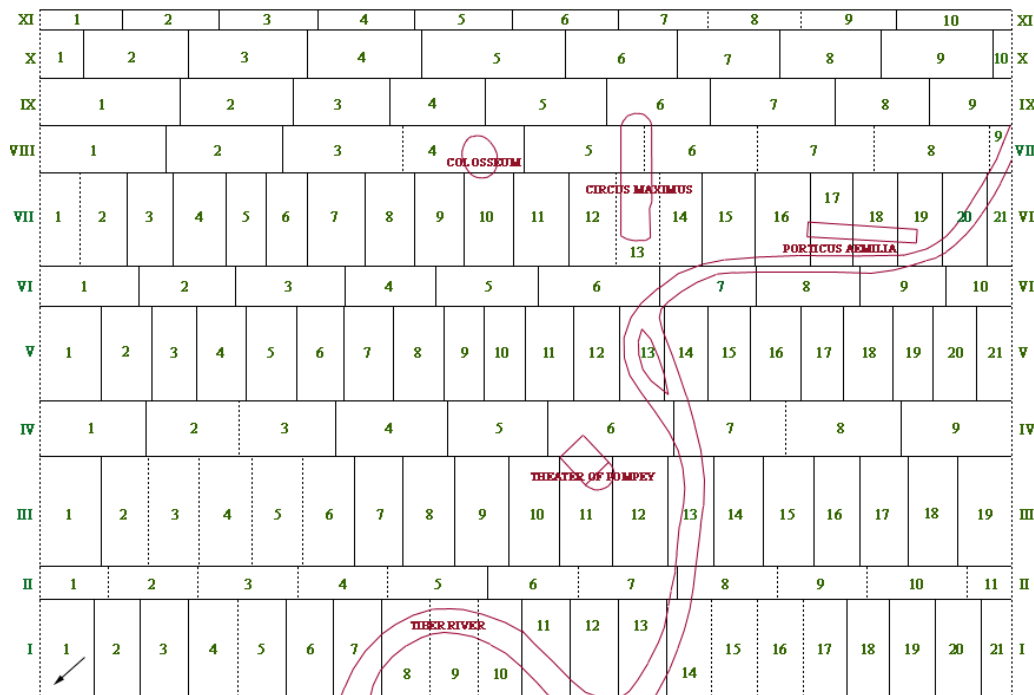 XI 1 2 3 4 5 6 7 8 9 10 XI
X 1 2 3 4 5 6 7 8 9 10 X
IX 1 2 3 4 5 6 7 8 9 IX
9
VIII 1 2 3 4 5 6 7 8 VII
COLOSSEUM
CIRCUS MAXIMUS
17
VII 1 2 3 4 5 6 7 8 9 10 11 12 14 15 16 18 19 20 21 VI
PORTICUS AEMILIA
13
VI 1 2 3 4 5 6 7 8 9 10 VI
V 1 2 3 4 5 6 7 8 9 10 11 12 13 14 15 16 17 18 19 20 21 V
IV 1 2 3 4 5 6 7 8 9 IV
THEATER OF POMPEY
III 1 2 3 4 5 6 7 8 9 10 11 12 13 14 15 16 17 18 19 III
II 1 2 3 4 5 6 7 8 9 10 11 II
TIBER RIVER 11 12 13
I 1 2 3 4 5 6 7 15 16 17 18 19 20 21 I
8 9 10 14